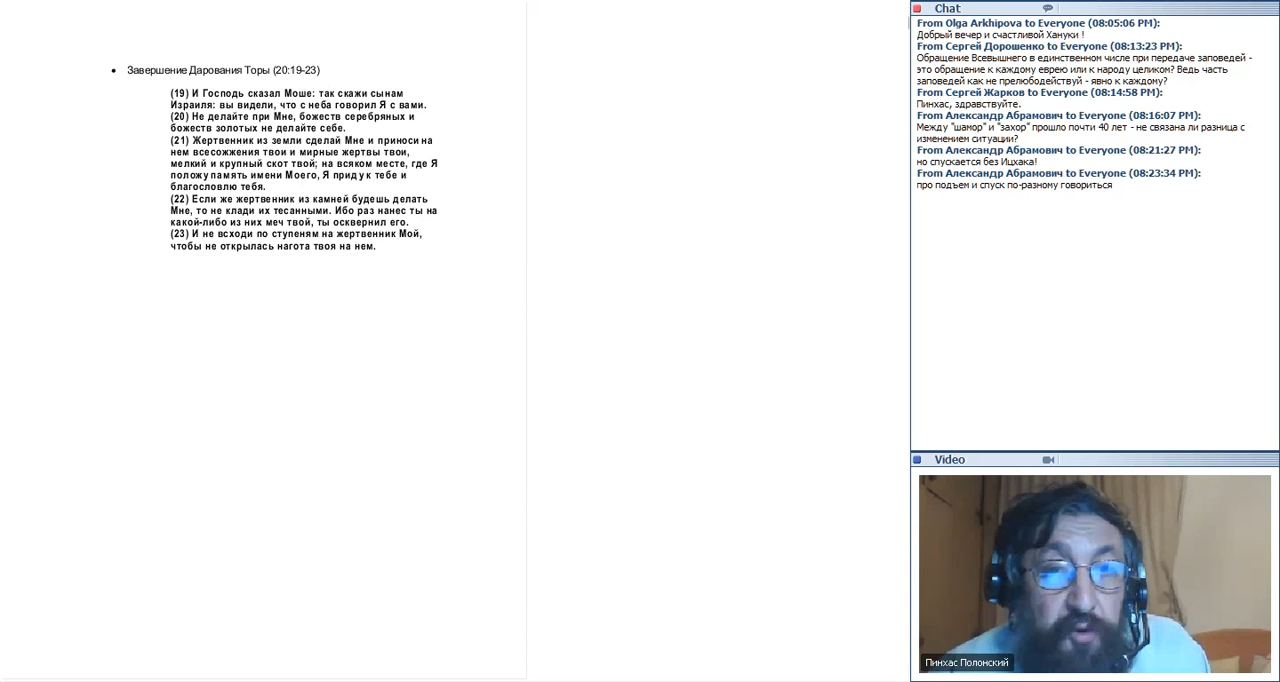 • Завершение Дарования Торы (20:19-23)
(19) И Господь сказал Моше: так скажи сынам
Израиля: вы видели, что с неба говорил Я с вами.
(20) Не делайте при Мне, божеств серебряных и
божеств золотых не делайте себе.
(21) Жертвенник из земли сделай Мне и приноси на
нем всесожжения твои и мирные жертвы твои,
мелкий и крупный скот твой; на всяком месте, где Я
положу память имени Моего, Я приду к тебе и
благословлю тебя.
(22) Если же жертвенник из камней будешь делать
Мне, то не клади их тесанными. Ибо раз нанес ты на
какой-либо из них меч твой, ты осквернил его.
(23) И не всходи по ступеням на жертвенник Мой,
чтобы не открылась нагота твоя на нем.
Chat
From Olga Arkhipova to Everyone (08:05:06 PM):
Добрый вечер и счастливой Хануки !
From Сергей Дорошенко to Everyone (08:13:23 PM):
Обращение Всевышнего в единственном числе при передаче заповедей -
это обращение к каждому еврею или к народу целиком? Ведь часть
заповедей как не прелюбодействуй - явно к каждому?
From Сергей Жарков to Everyone (08:14:58 PM):
Пинхас, здравствуйте.
From Александр Абрамович to Everyone (08:16:07 PM):
Между "шамор" и "захор" прошло почти 40 лет - не связана ли разница с
изменением ситуации?
From Александр Абрамович to Everyone (08:21:27 PM):
но спускается без Ицхака!
From Александр Абрамович to Everyone (08:23:34 PM):
про подъем и спуск по-разному говориться
Video
Пинхас Полонский